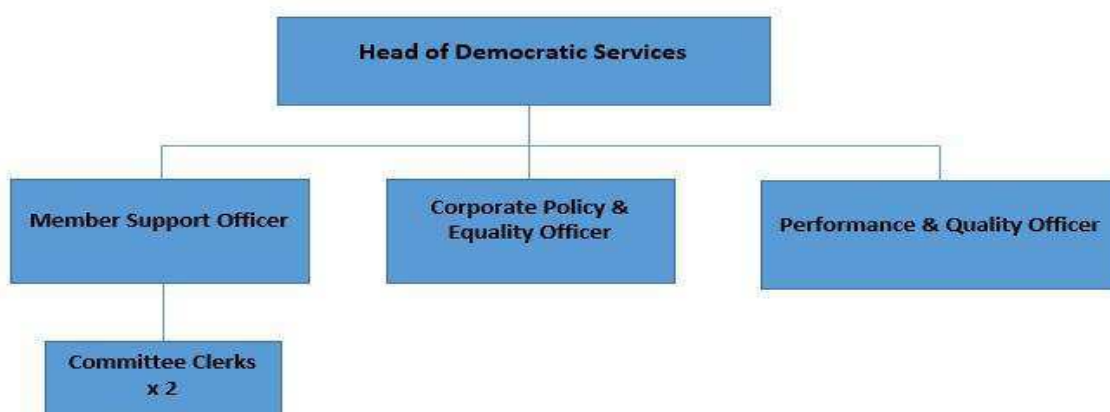 Head of Democratic Services
Member Support Officer
Corporate Policy &
Equality Officer
Performance & Quality Officer
Committee Clerks
x 2